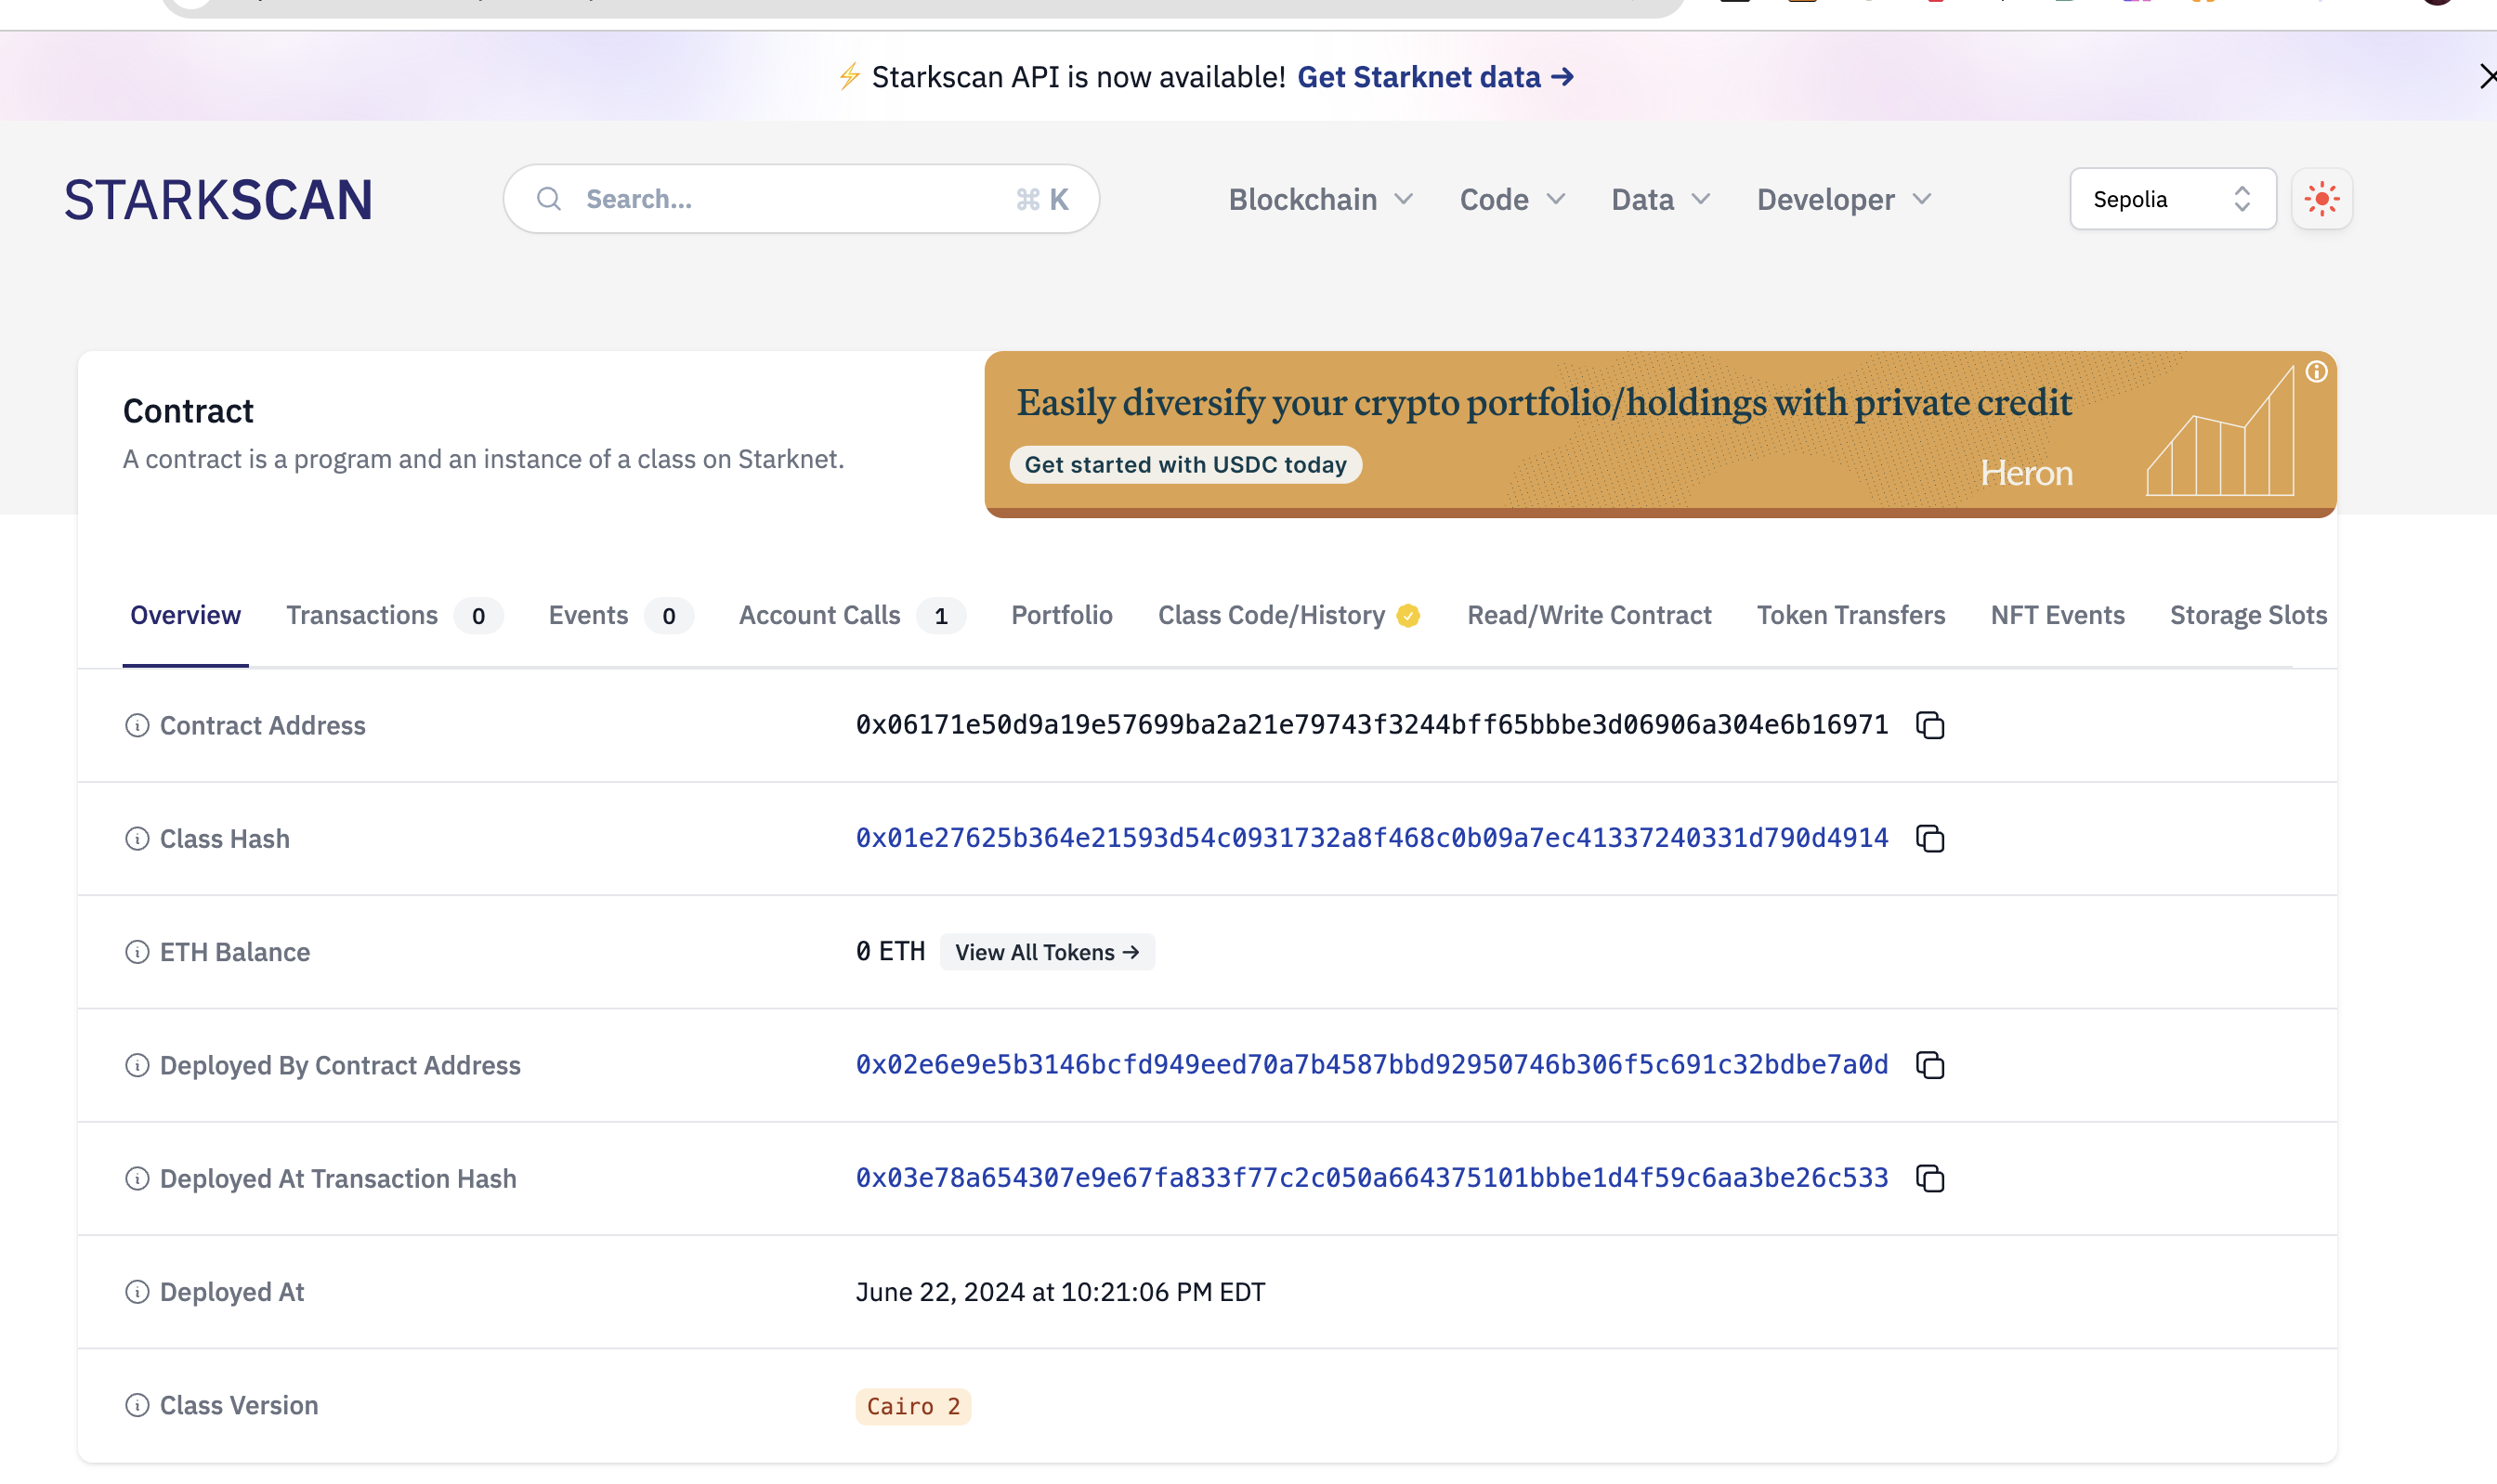 ⚡ Starkscan API is now available! Get Starknet data →
STARKSCAN
Search... ⌘ K
Blockchain Code Data Developer
Sepolia
Contract
A contract is a program and an instance of a class on Starknet.
Easily diversify your crypto portfolio/holdings with private credit
Get started with USDC today
Heron
Overview Transactions 0 Events 0 Account Calls 1 Portfolio Class Code/History Read/Write Contract Token Transfers NFT Events Storage Slots
Contract Address 0x06171e50d9a19e57699ba2a21e79743f3244bff65bbbe3d06906a304e6b16971
Class Hash 0x01e27625b364e21593d54c0931732a8f468c0b09a7ec41337240331d790d4914
ETH Balance 0 ETH View All Tokens →
Deployed By Contract Address 0x02e6e9e5b3146bcfd949eed70a7b4587bbd92950746b306f5c691c32bdbe7a0d
Deployed At Transaction Hash 0x03e78a654307e9e67fa833f77c2c050a664375101bbbe1d4f59c6aa3be26c533
Deployed At June 22, 2024 at 10:21:06 PM EDT
Class Version Cairo 2